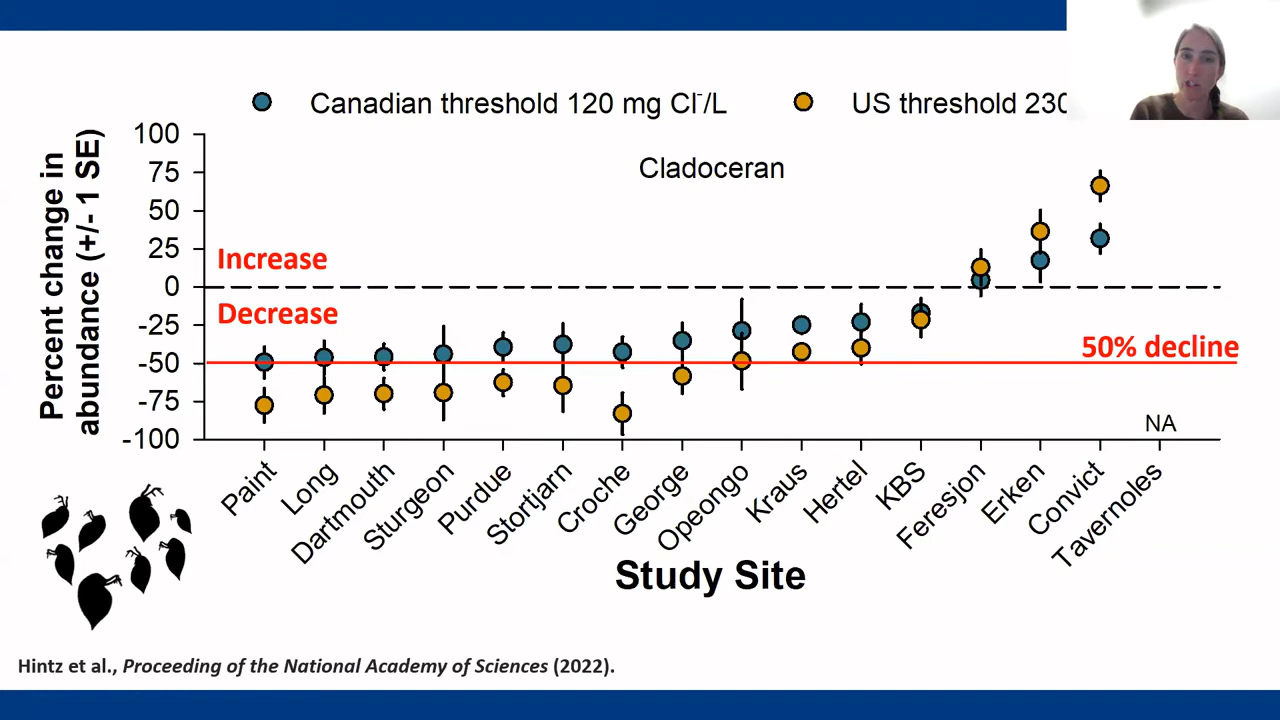 Canadian threshold 120 mg Cl⁻/L
US threshold 230
Cladoceran
Percent change in
abundance (+/- 1 SE)
100
75
50
25
0
-25
-50
-75
-100
Increase
Decrease
50% decline
NA
Paint
Long
Dartmouth
Sturgeon
Purdue
Stortjarn
Croche
George
Opeongo
Kraus
Hertel
KBS
Feresjon
Erken
Convict
Tavernoles
Study Site
Hintz et al., Proceeding of the National Academy of Sciences (2022).